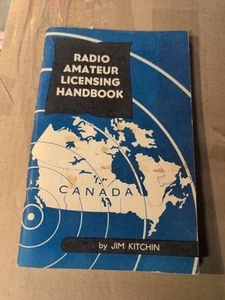 RADIO
AMATEUR
LICENSING
HANDBOOK
CANADA
by JIM KITCHIN